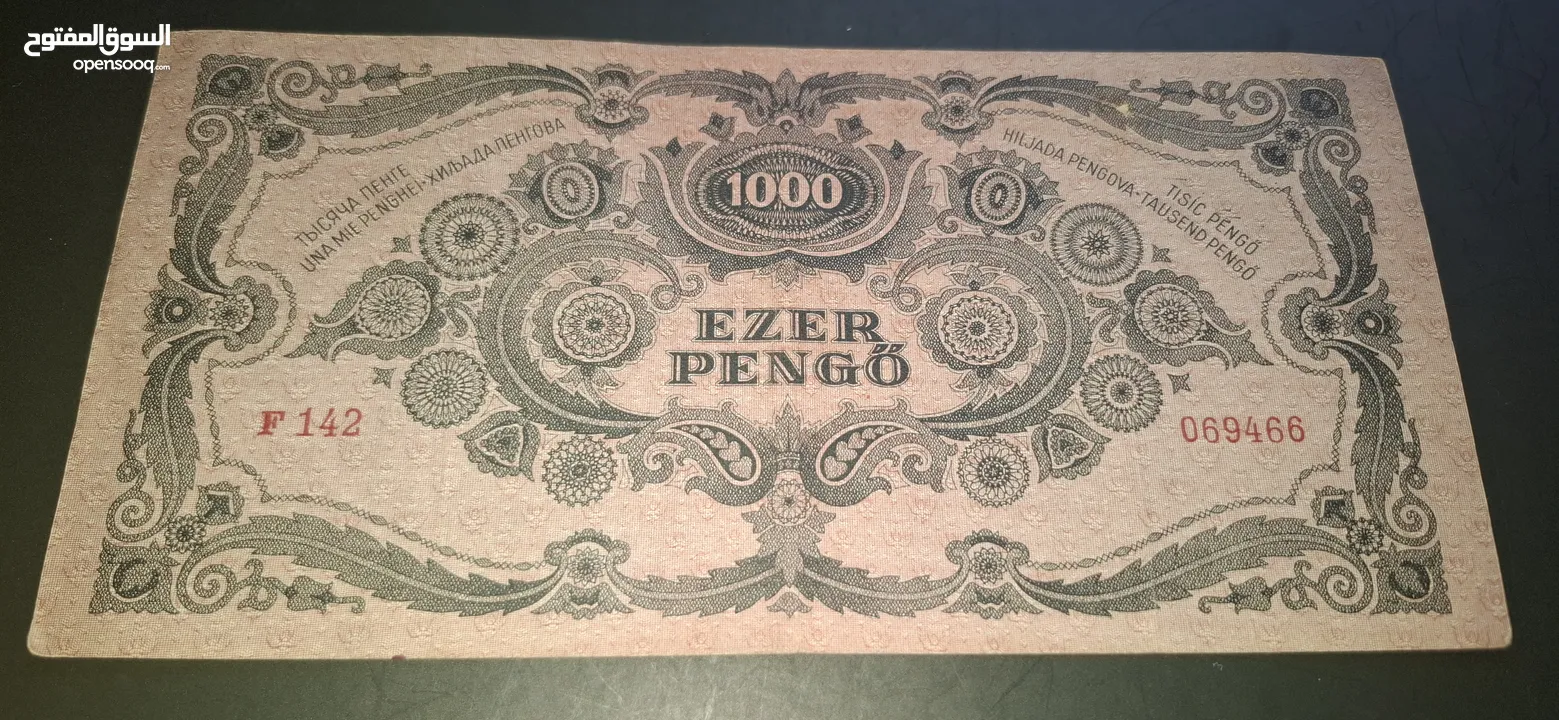 السوق المفتوح
opensooq.com
ТЫСЯЧА ПЕНГЕ
UNA MIE PENGHEI·ХИЉАДА ПЕНГОВА
1000
HILJADA PENGOVA·TAUSEND PENGŐ
TISÍC PENGŐ
EZER
PENGŐ
F 142
069466